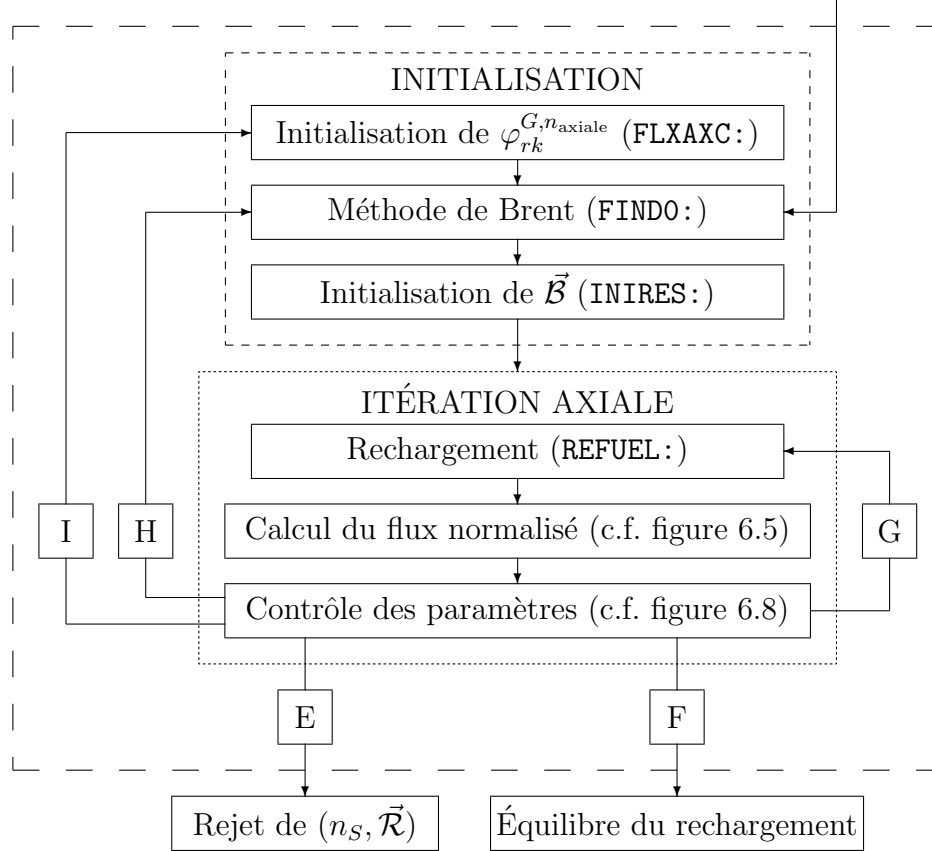 INITIALISATION
Initialisation de $\varphi_{rk}^{G,n_{\text{axiale}}}$ (FLXAXC:)
Méthode de Brent (FIND0:)
Initialisation de $\vec{\mathcal{B}}$ (INIRES:)
ITÉRATION AXIALE
Rechargement (REFUEL:)
I
H
Calcul du flux normalisé (c.f. figure 6.5)
G
Contrôle des paramètres (c.f. figure 6.8)
E
F
Rejet de $(n_S, \vec{\mathcal{R}})$
Équilibre du rechargement